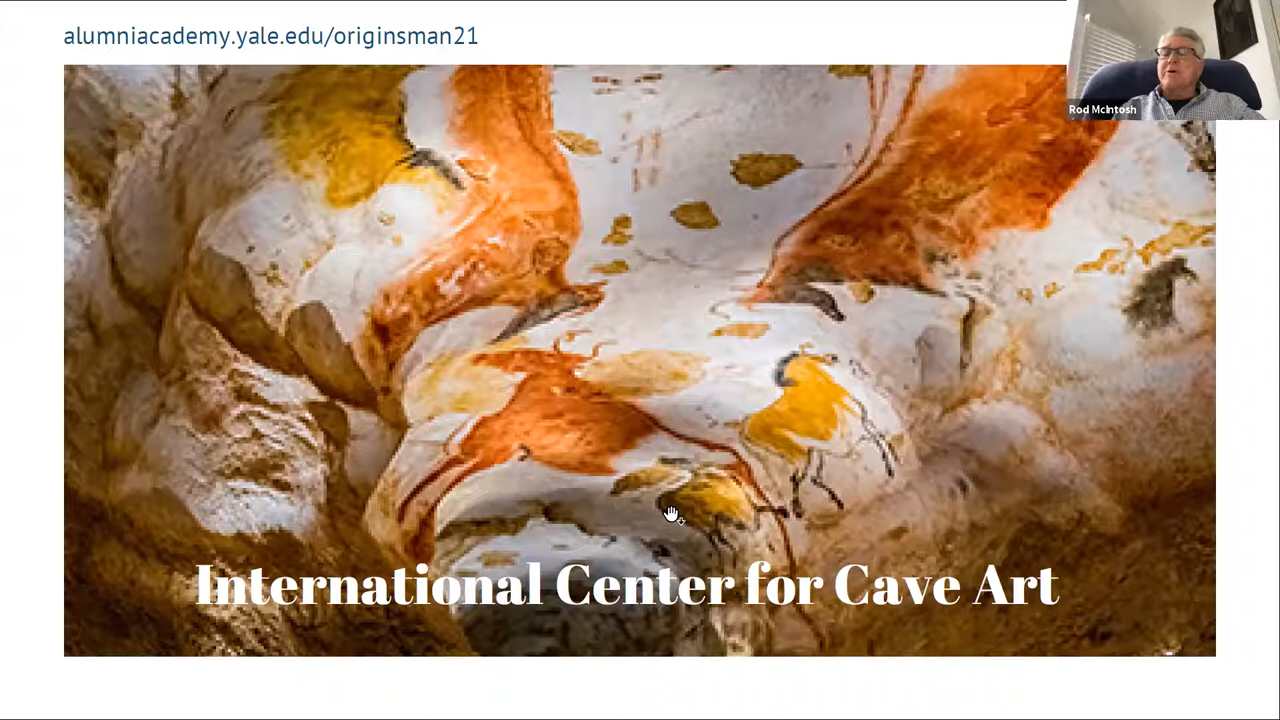 alumniacademy.yale.edu/originsman21
Rod McIntosh
International Center for Cave Art